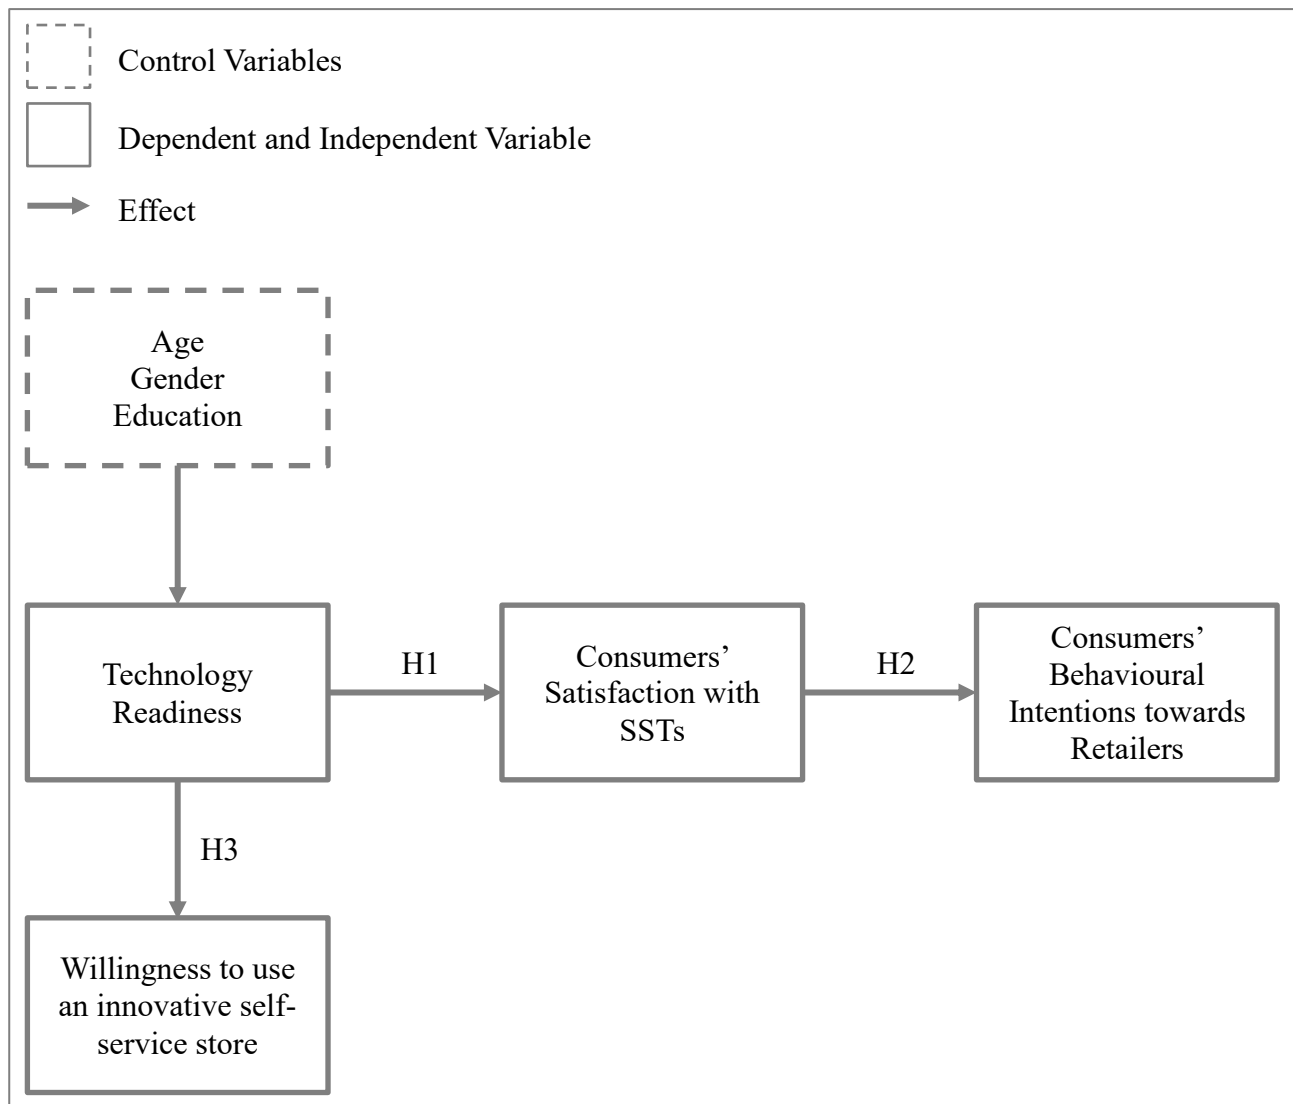 Control Variables
Dependent and Independent Variable
Effect
Age
Gender
Education
Technology
Readiness
H1
Consumers’
Satisfaction with
SSTs
H2
Consumers’
Behavioural
Intentions towards
Retailers
H3
Willingness to use
an innovative self-
service store